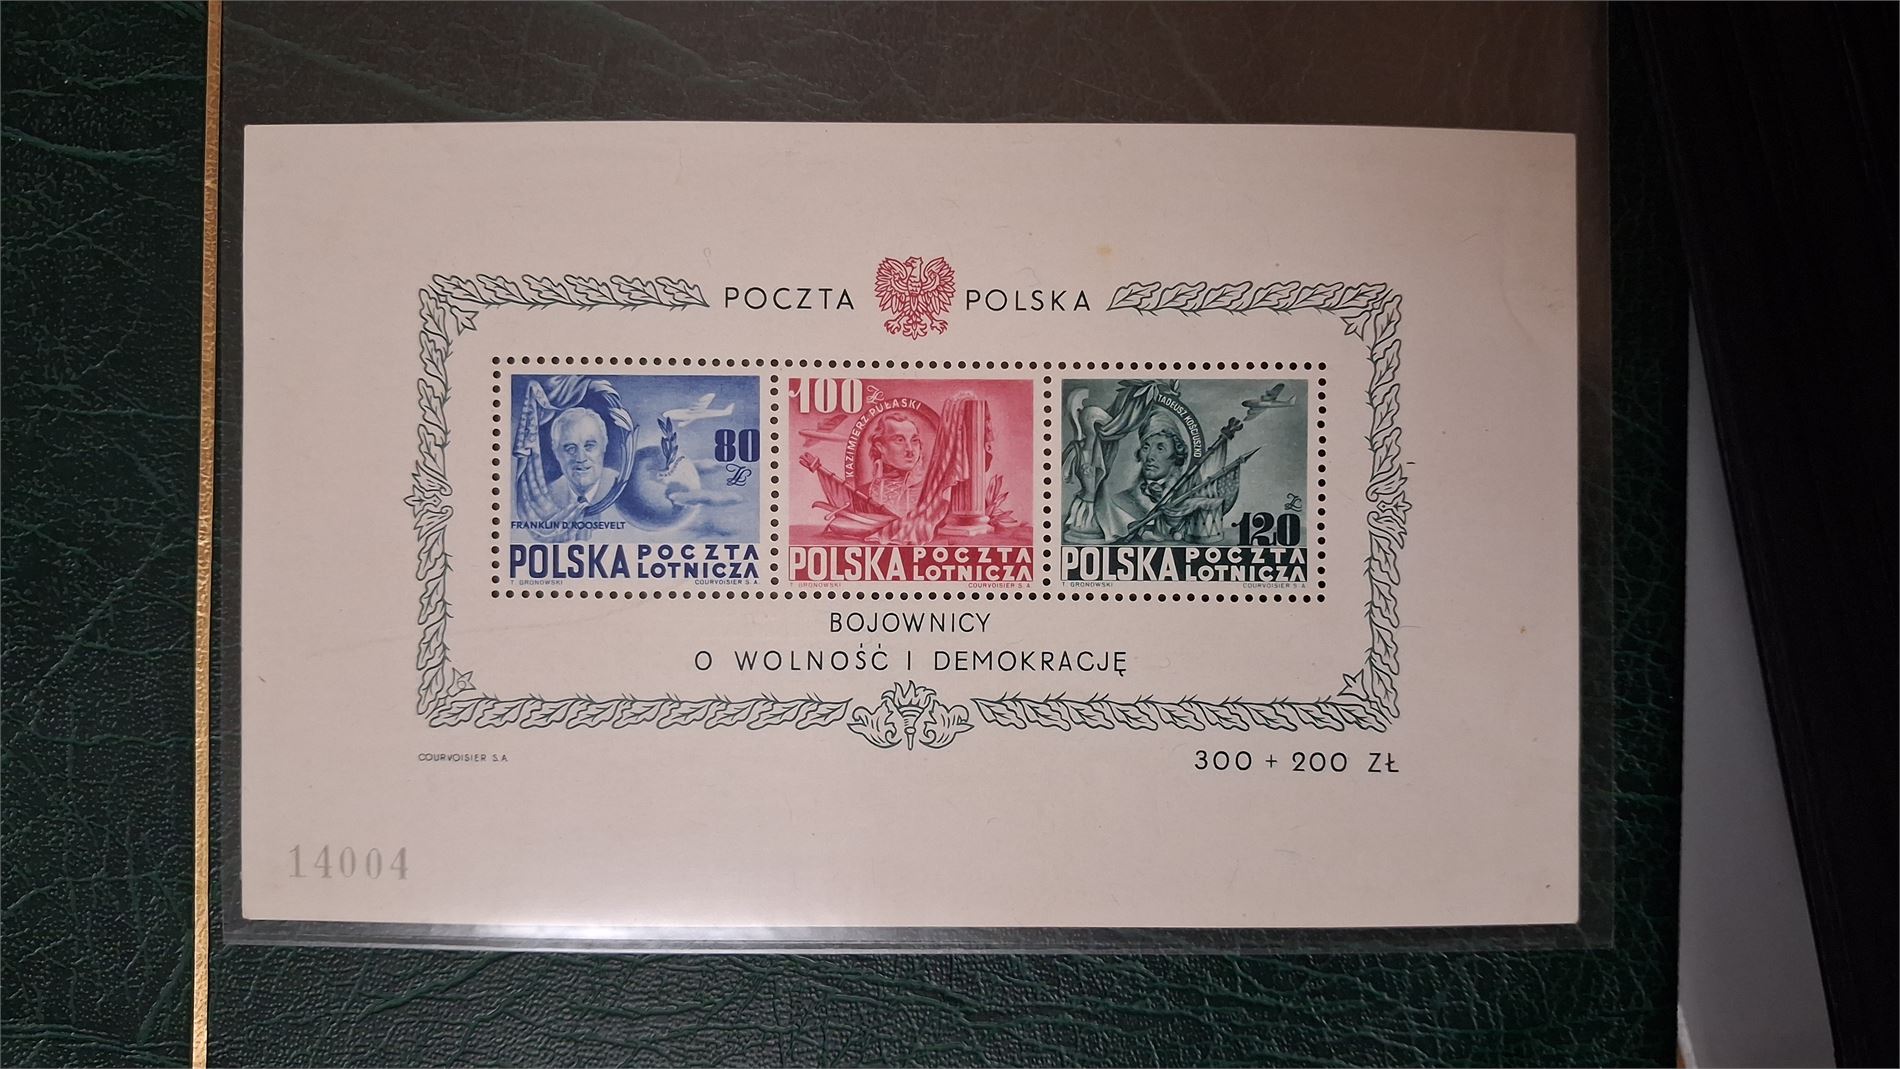 POCZTA POLSKA
80 ZŁ
FRANKLIN D. ROOSEVELT
POLSKA POCZTA LOTNICZA
T. GRONOWSKI COURVOISIER S.A.
100 ZŁ
KAZIMIERZ PUŁASKI
POLSKA POCZTA LOTNICZA
T. GRONOWSKI COURVOISIER S.A.
TADEUSZ KOŚCIUSZKO
120 ZŁ
POLSKA POCZTA LOTNICZA
T. GRONOWSKI COURVOISIER S.A.
BOJOWNICY
O WOLNOŚĆ I DEMOKRACJĘ
COURVOISIER S.A.
300 + 200 ZŁ
14004